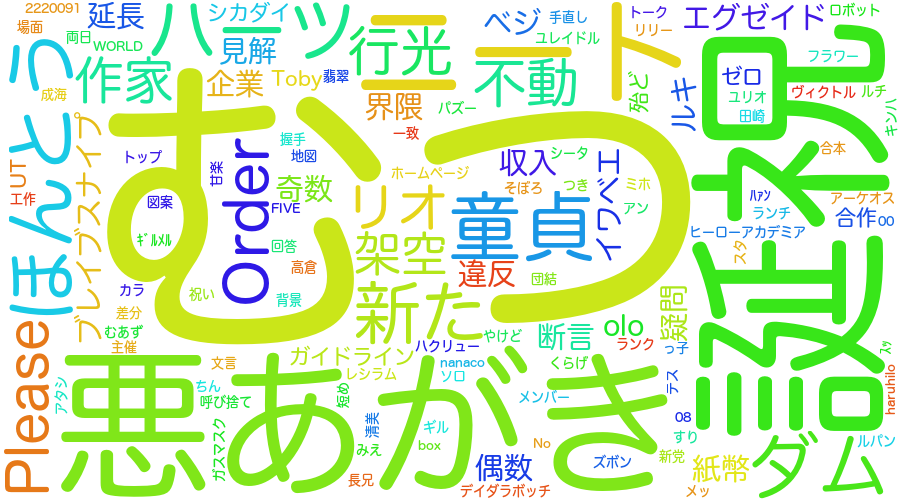 2220091
延長
ハーツ
シカダイ
ベジ
手直し
トーク
エグゼイド
ロボット
場面
両日
WORLD
見解
行光
ユレイドル
リリー
ト
祝
フラワー
ほんとう
作家
企業
Toby
翡翠
界隈
パズー
不動
殆ど
ルキ
ゼロ
ユリオ
ヴィクトル
ルチ
キンハ
成海
ブレイブスナイプ
むつ
握手
一致
田崎
UT
工作
トップ
地図
甘楽
ホームページ
収入
シータ
イワベエ
ミホ
合本
図案
Order
FIVE
奇数
リオ
童貞
そぼろ
つき
アン
ﾊｧﾝ
ランチ
アーケオス
合作
oo
ｷﾞﾙﾒﾙ
回答
架空
ヒーローアカデミア
スタ
カラ
祝い
高倉
背景
新た
違反
団結
疑問
誕
Please
差分
むあず
主催
ガイドライン
ハクリュー
やけど
断言
olo
ランク
っ子
ｽｯ
悪あがき
文言
レシラム
nanaco
ソロ
くらげ
テス
haruhilo
アタシ
ちん
呼び捨て
短め
清美
ギル
メンバー
08
ダム
ルパン
ガスマスク
みえ
box
No
すり
長兄
デイダラボッチ
偶数
ズボン
新党
紙幣
メッ